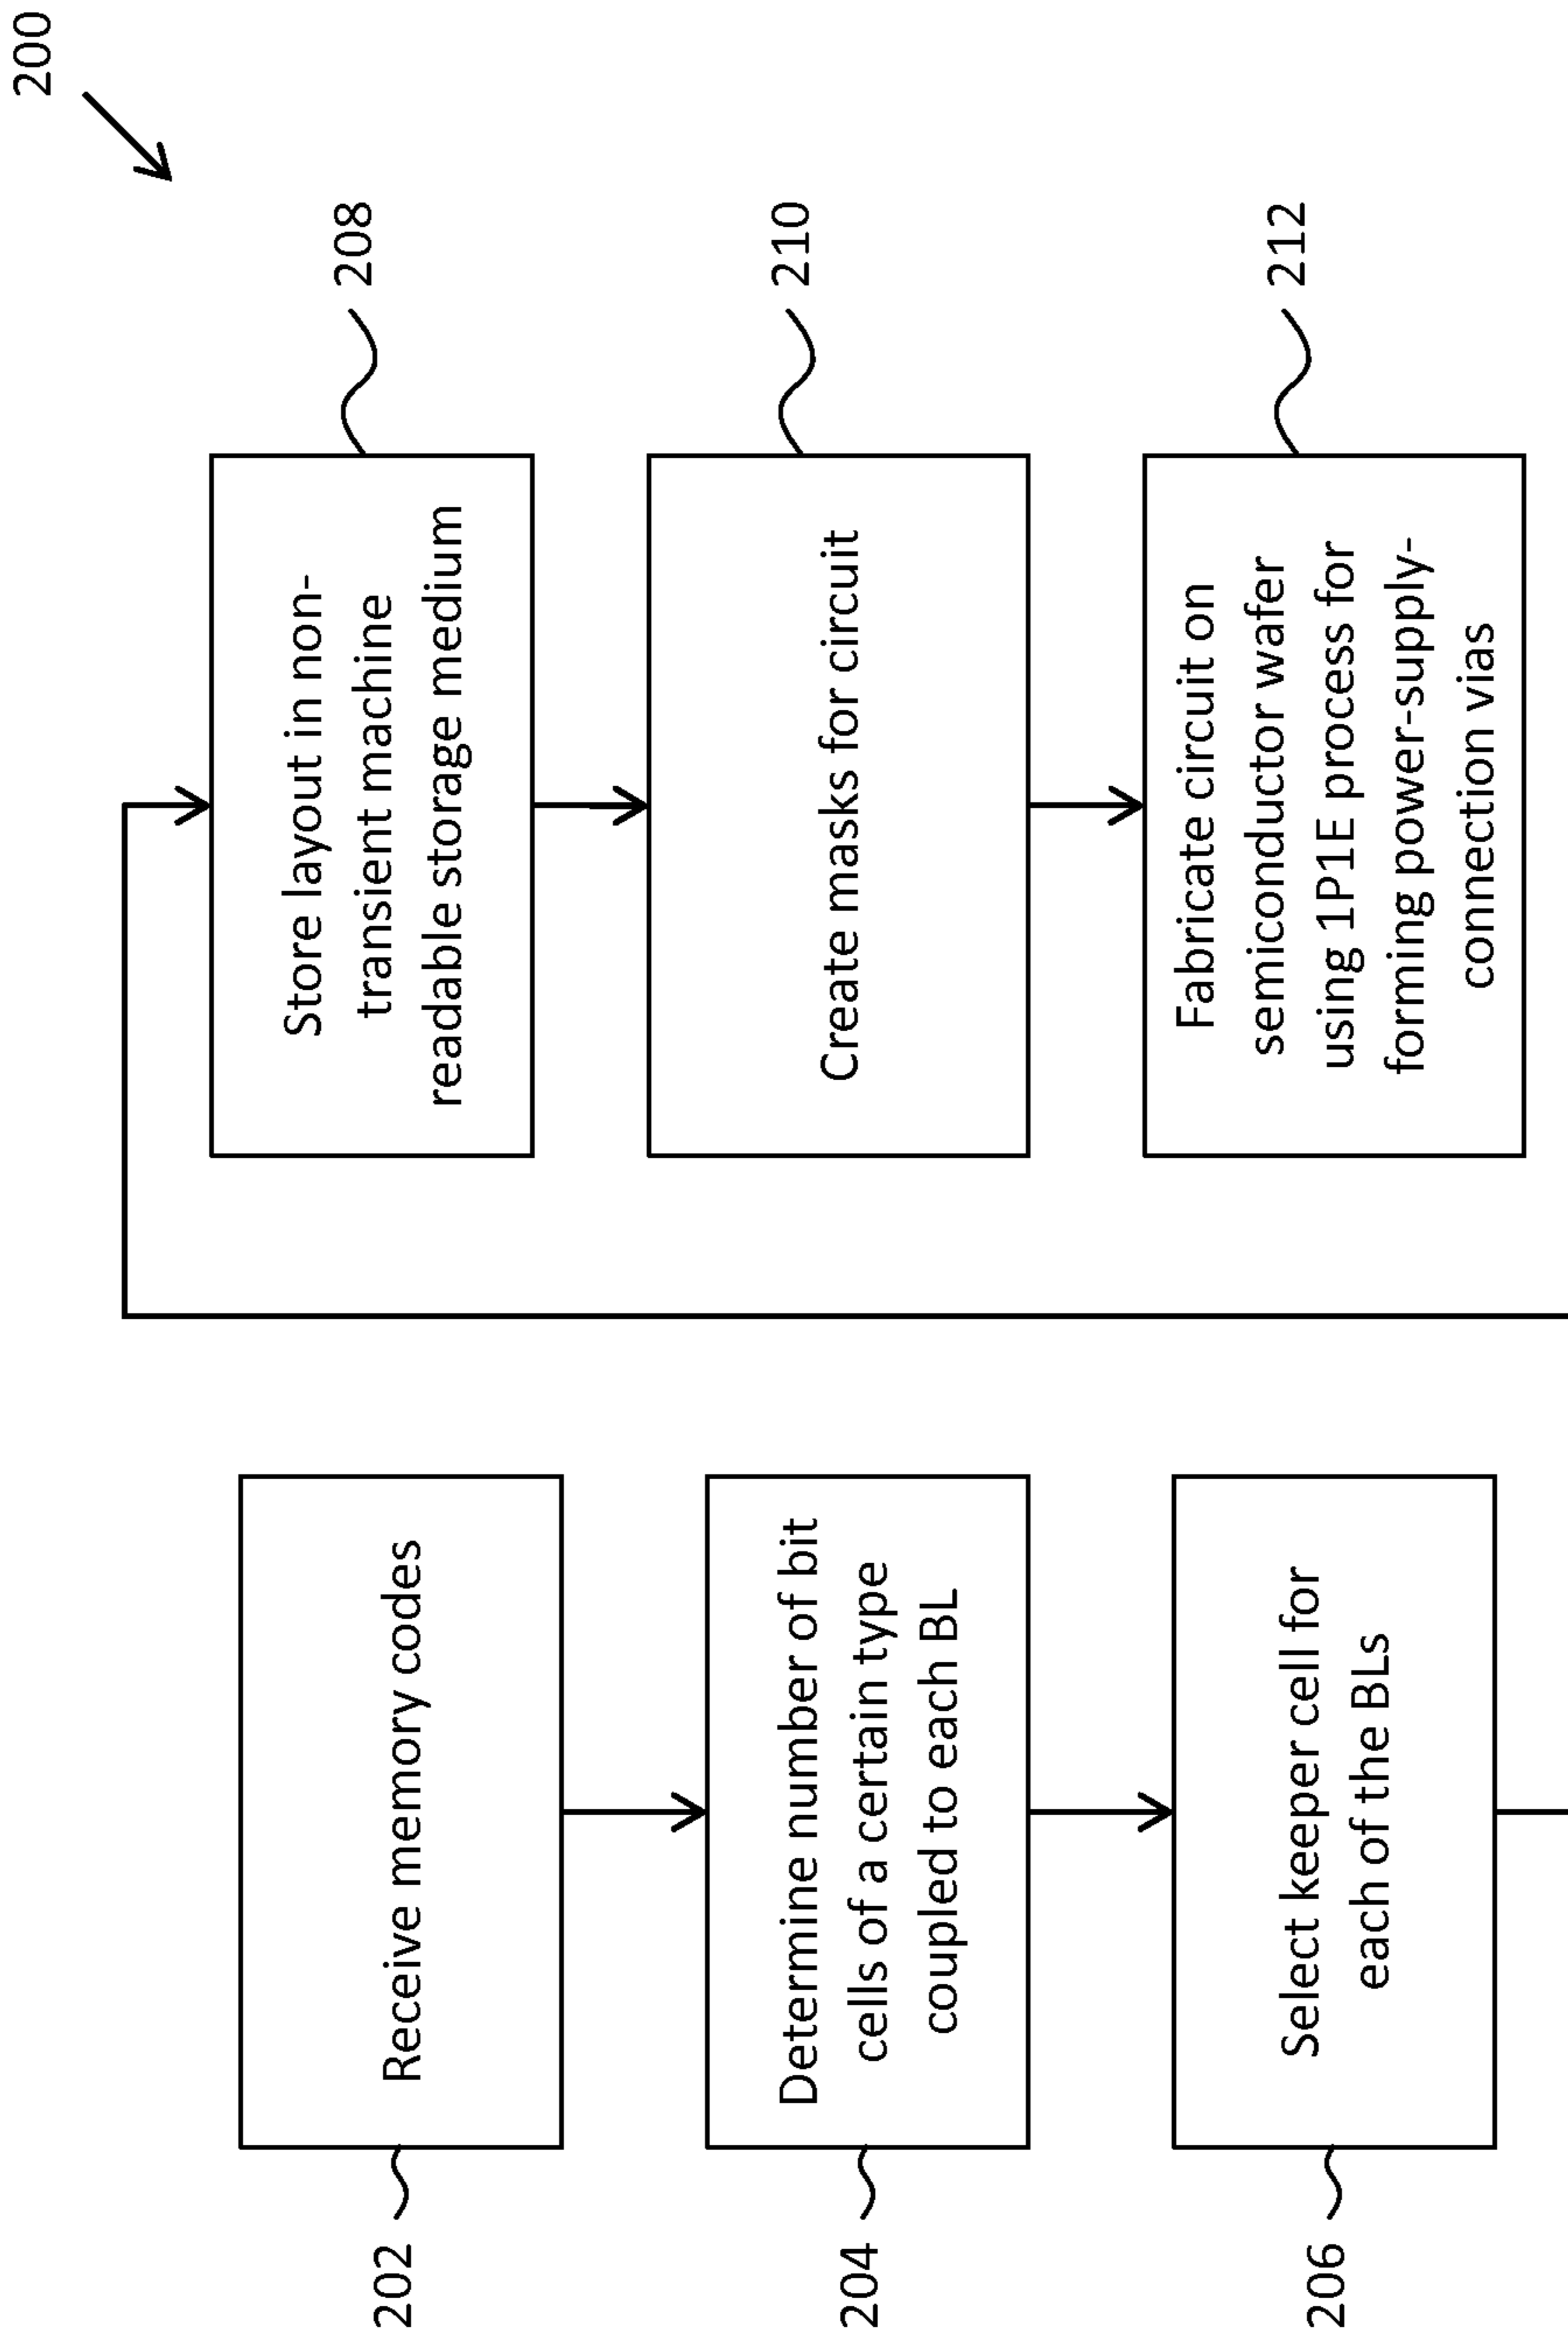 200
202
Receive memory codes
204
Determine number of bit
cells of a certain type
coupled to each BL
206
Select keeper cell for
each of the BLs
208
Store layout in non-
transient machine
readable storage medium
210
Create masks for circuit
212
Fabricate circuit on
semiconductor wafer
using 1P1E process for
forming power-supply-
connection vias